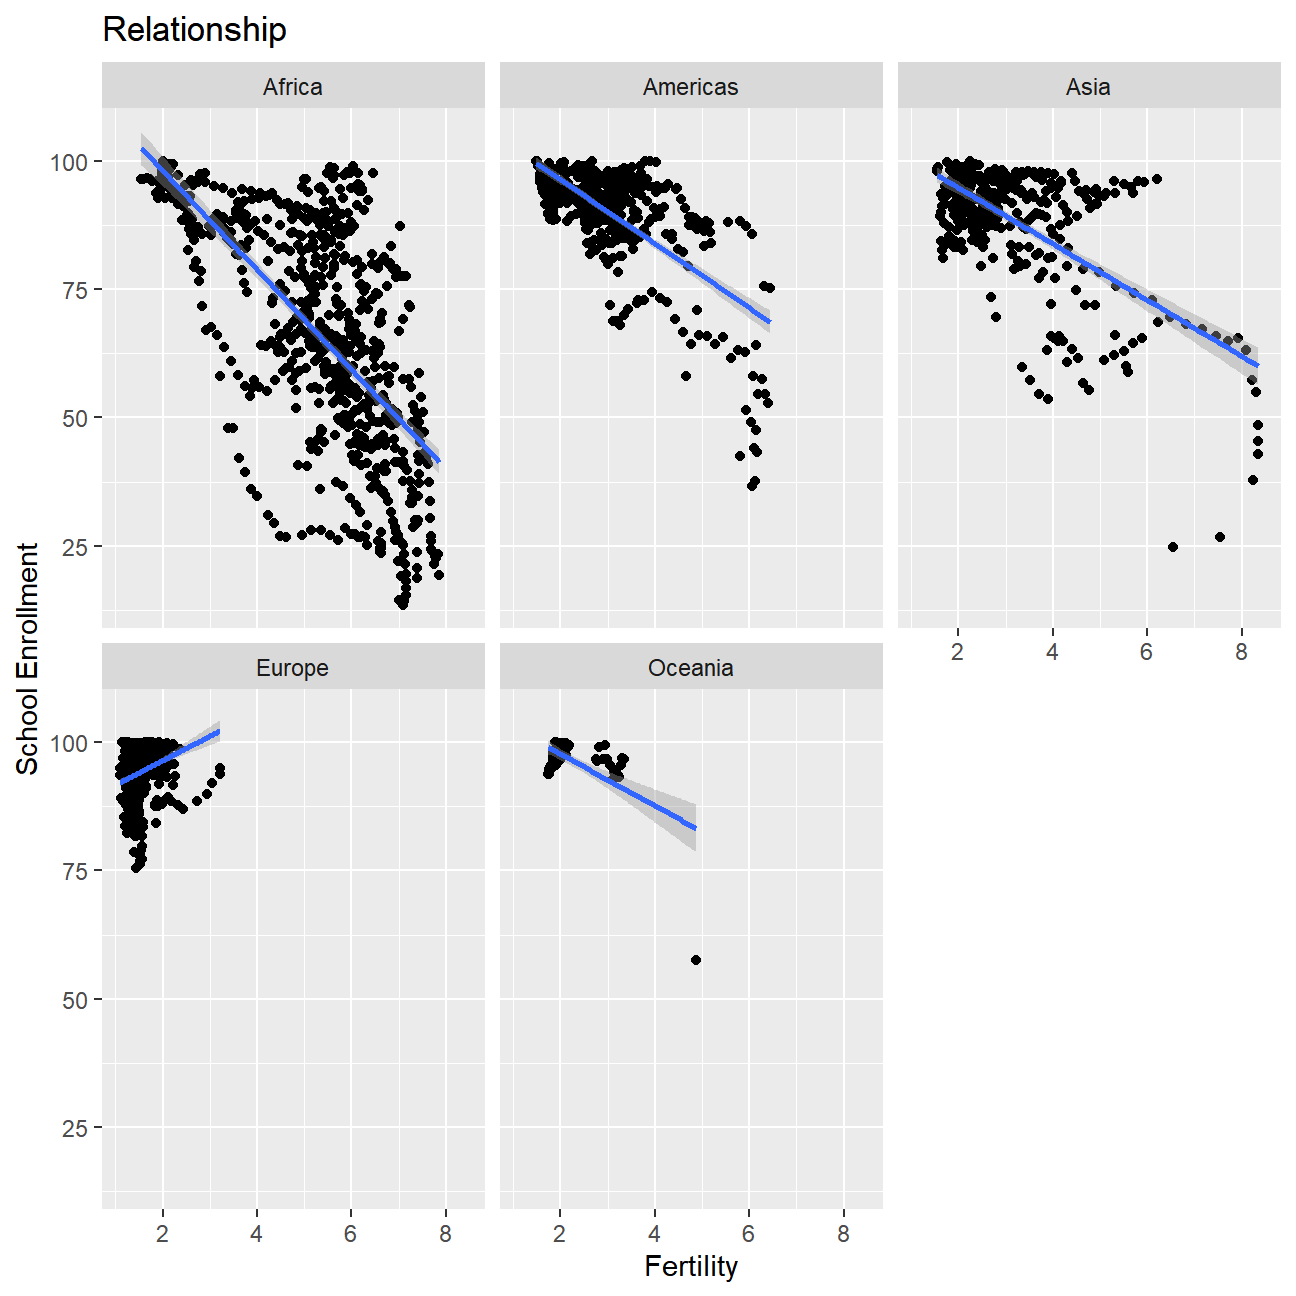 Relationship
Africa
Americas
Asia
100
75
50
25
2 4 6 8
Europe
Oceania
100
75
50
25
2 4 6 8
2 4 6 8
Fertility
School Enrollment